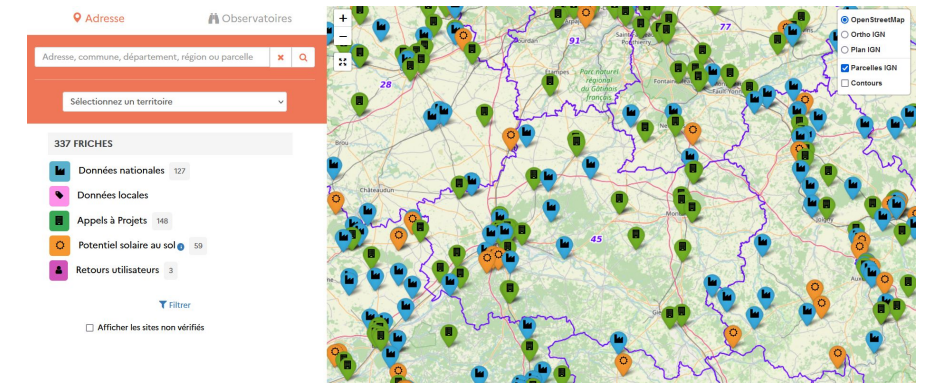 Adresse
Observatoires
Adresse, commune, département, région ou parcelle
Sélectionnez un territoire
337 FRICHES
Données nationales 127
Données locales
Appels à Projets 148
Potentiel solaire au sol 59
Retours utilisateurs 3
Filtrer
Afficher les sites non vérifiés
+
−
OpenStreetMap
Ortho IGN
Plan IGN
Parcelles IGN
Contours
91
77
28
45
Étampes
Parc naturel
régional
du Gâtinais
français
Brou
Châteaudun
Joigny